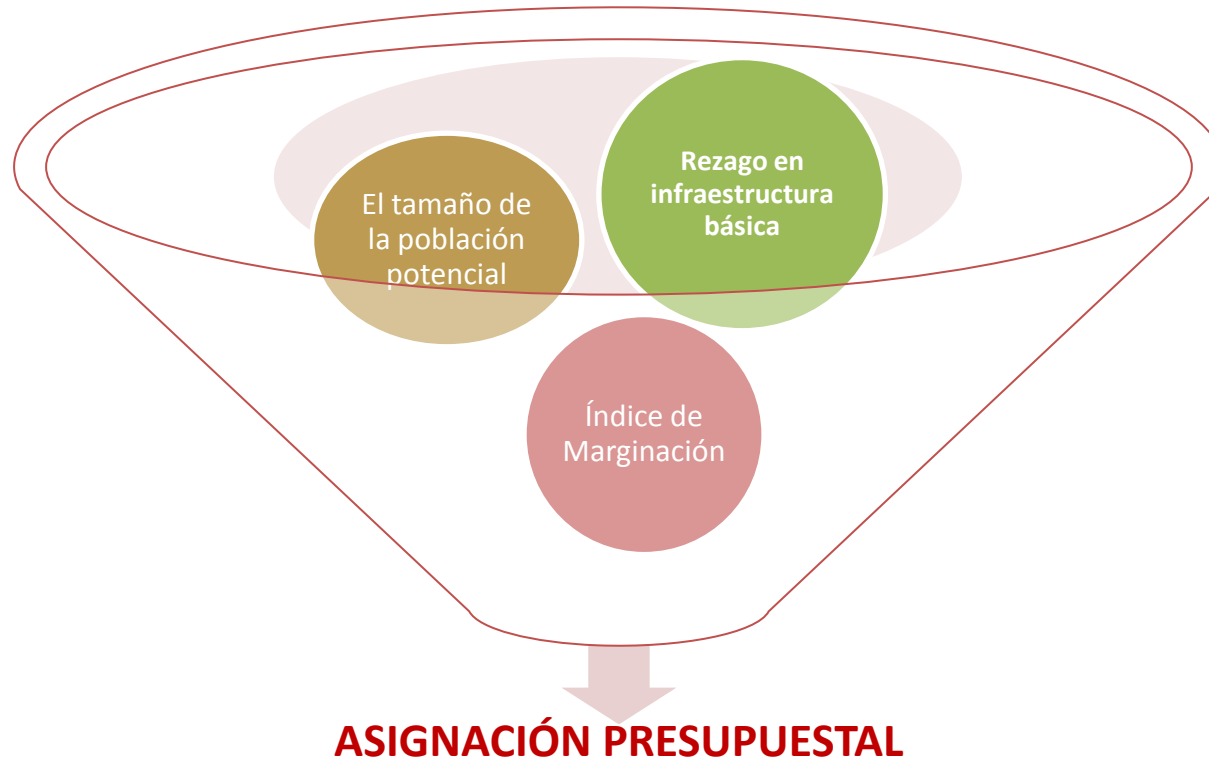 El tamaño de
la población
potencial
Rezago en
infraestructura
básica
Índice de
Marginación
ASIGNACIÓN PRESUPUESTAL